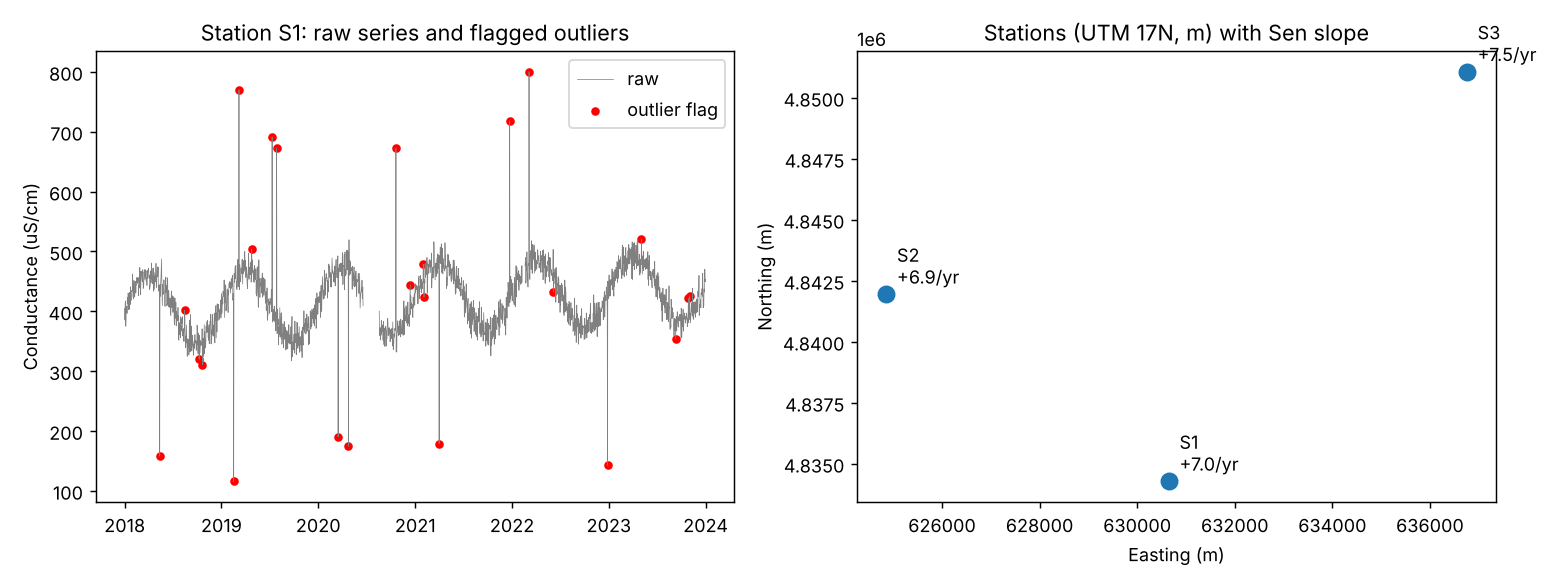 Station S1: raw series and flagged outliers
raw
outlier flag
Conductance (uS/cm)
800
700
600
500
400
300
200
100
2018
2019
2020
2021
2022
2023
2024
Stations (UTM 17N, m) with Sen slope
1e6
S3
+7.5/yr
S2
+6.9/yr
S1
+7.0/yr
Northing (m)
4.8500
4.8475
4.8450
4.8425
4.8400
4.8375
4.8350
626000
628000
630000
632000
634000
636000
Easting (m)